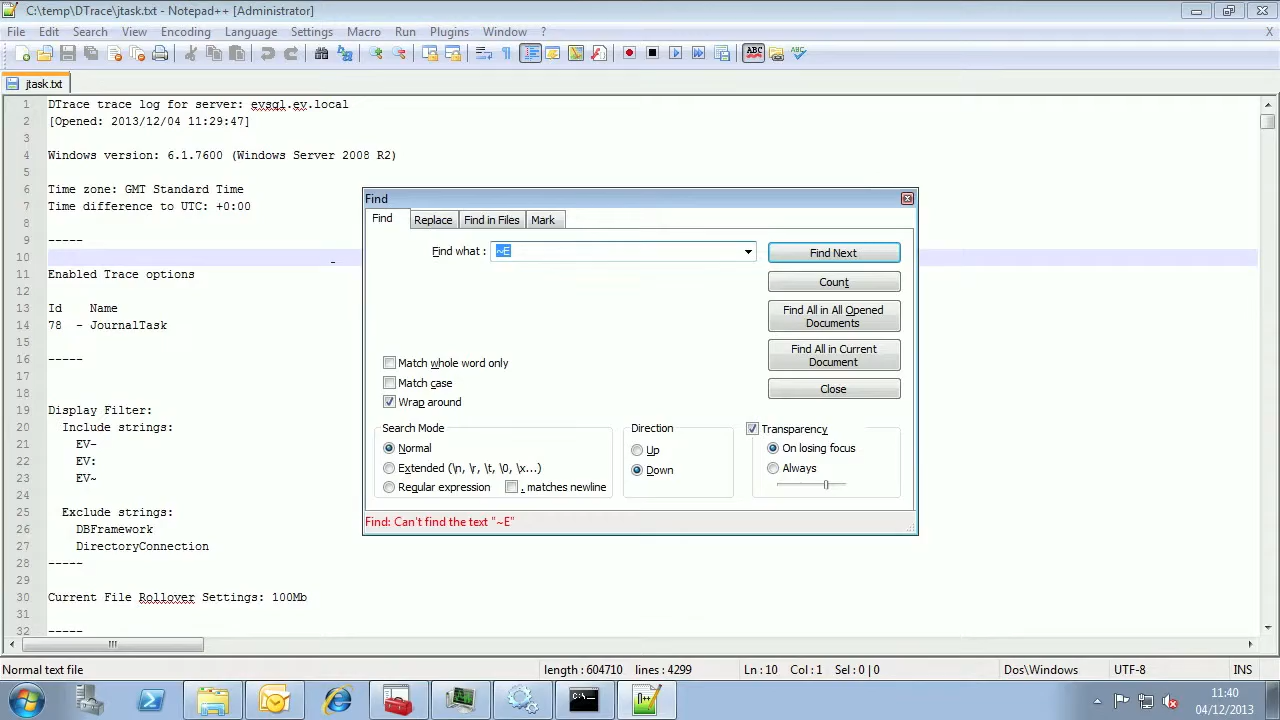 C:\temp\DTrace\jtask.txt - Notepad++ [Administrator]
File Edit Search View Encoding Language Settings Macro Run Plugins Window ? X
ABC ABC
jtask.txt
1 DTrace trace log for server: evsql.ev.local
2 [Opened: 2013/12/04 11:29:47]
3
4 Windows version: 6.1.7600 (Windows Server 2008 R2)
5
6 Time zone: GMT Standard Time
7 Time difference to UTC: +0:00
8
9 -----
10
11 Enabled Trace options
12
13 Id Name
14 78 - JournalTask
15
16 -----
17
18
19 Display Filter:
20 Include strings:
21 EV-
22 EV:
23 EV~
24
25 Exclude strings:
26 DBFramework
27 DirectoryConnection
28 -----
29
30 Current File Rollover Settings: 100Mb
31
32 -----
Find
Find Replace Find in Files Mark
Find what : ~E
Find Next
Count
Find All in All Opened
Documents
Find All in Current
Document
Close
Match whole word only
Match case
Wrap around
Search Mode
Normal
Extended (\n, \r, \t, \0, \x...)
Regular expression . matches newline
Direction
Up
Down
Transparency
On losing focus
Always
Find: Can't find the text "~E"
Normal text file length : 604710 lines : 4299 Ln : 10 Col : 1 Sel : 0 | 0 Dos\Windows UTF-8 INS
11:40
04/12/2013